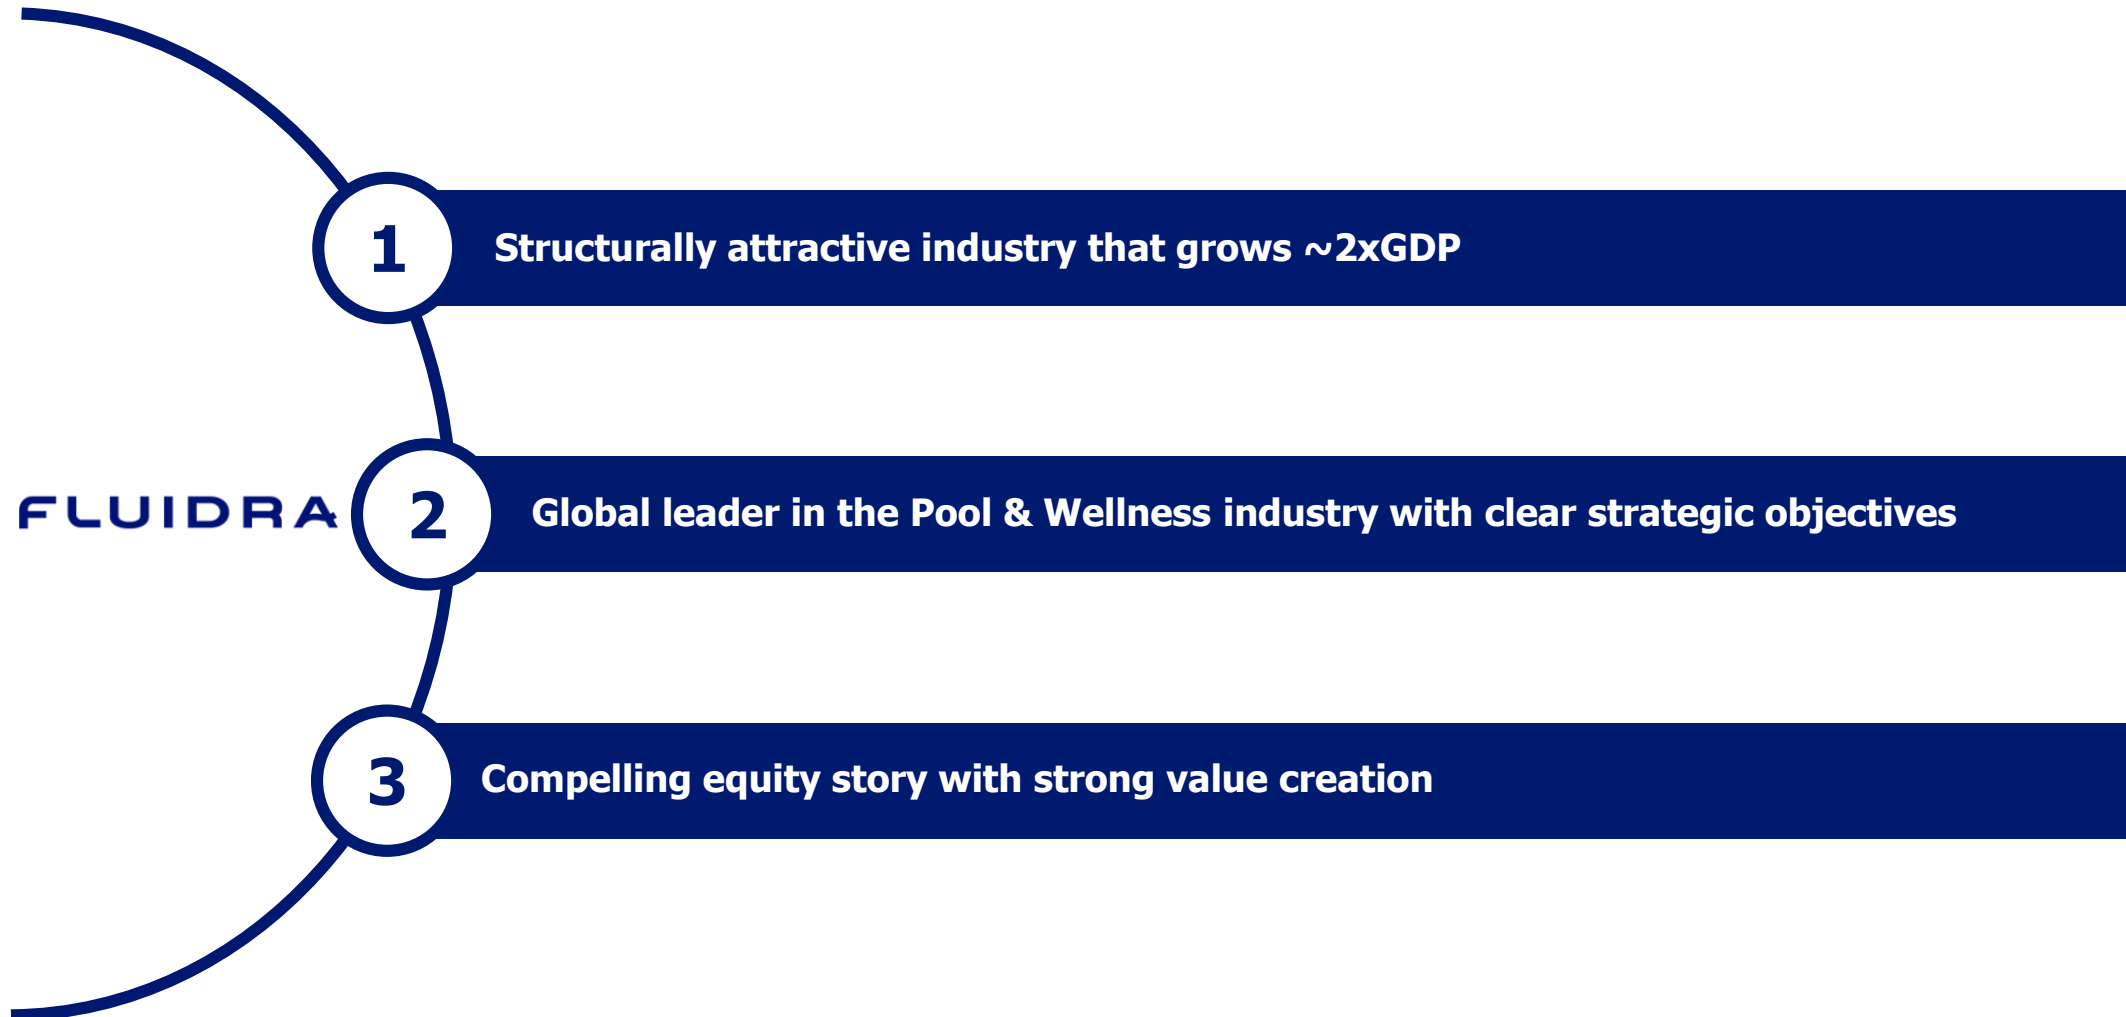 1
Structurally attractive industry that grows ~2xGDP
FLUIDRA
2
Global leader in the Pool & Wellness industry with clear strategic objectives
3
Compelling equity story with strong value creation